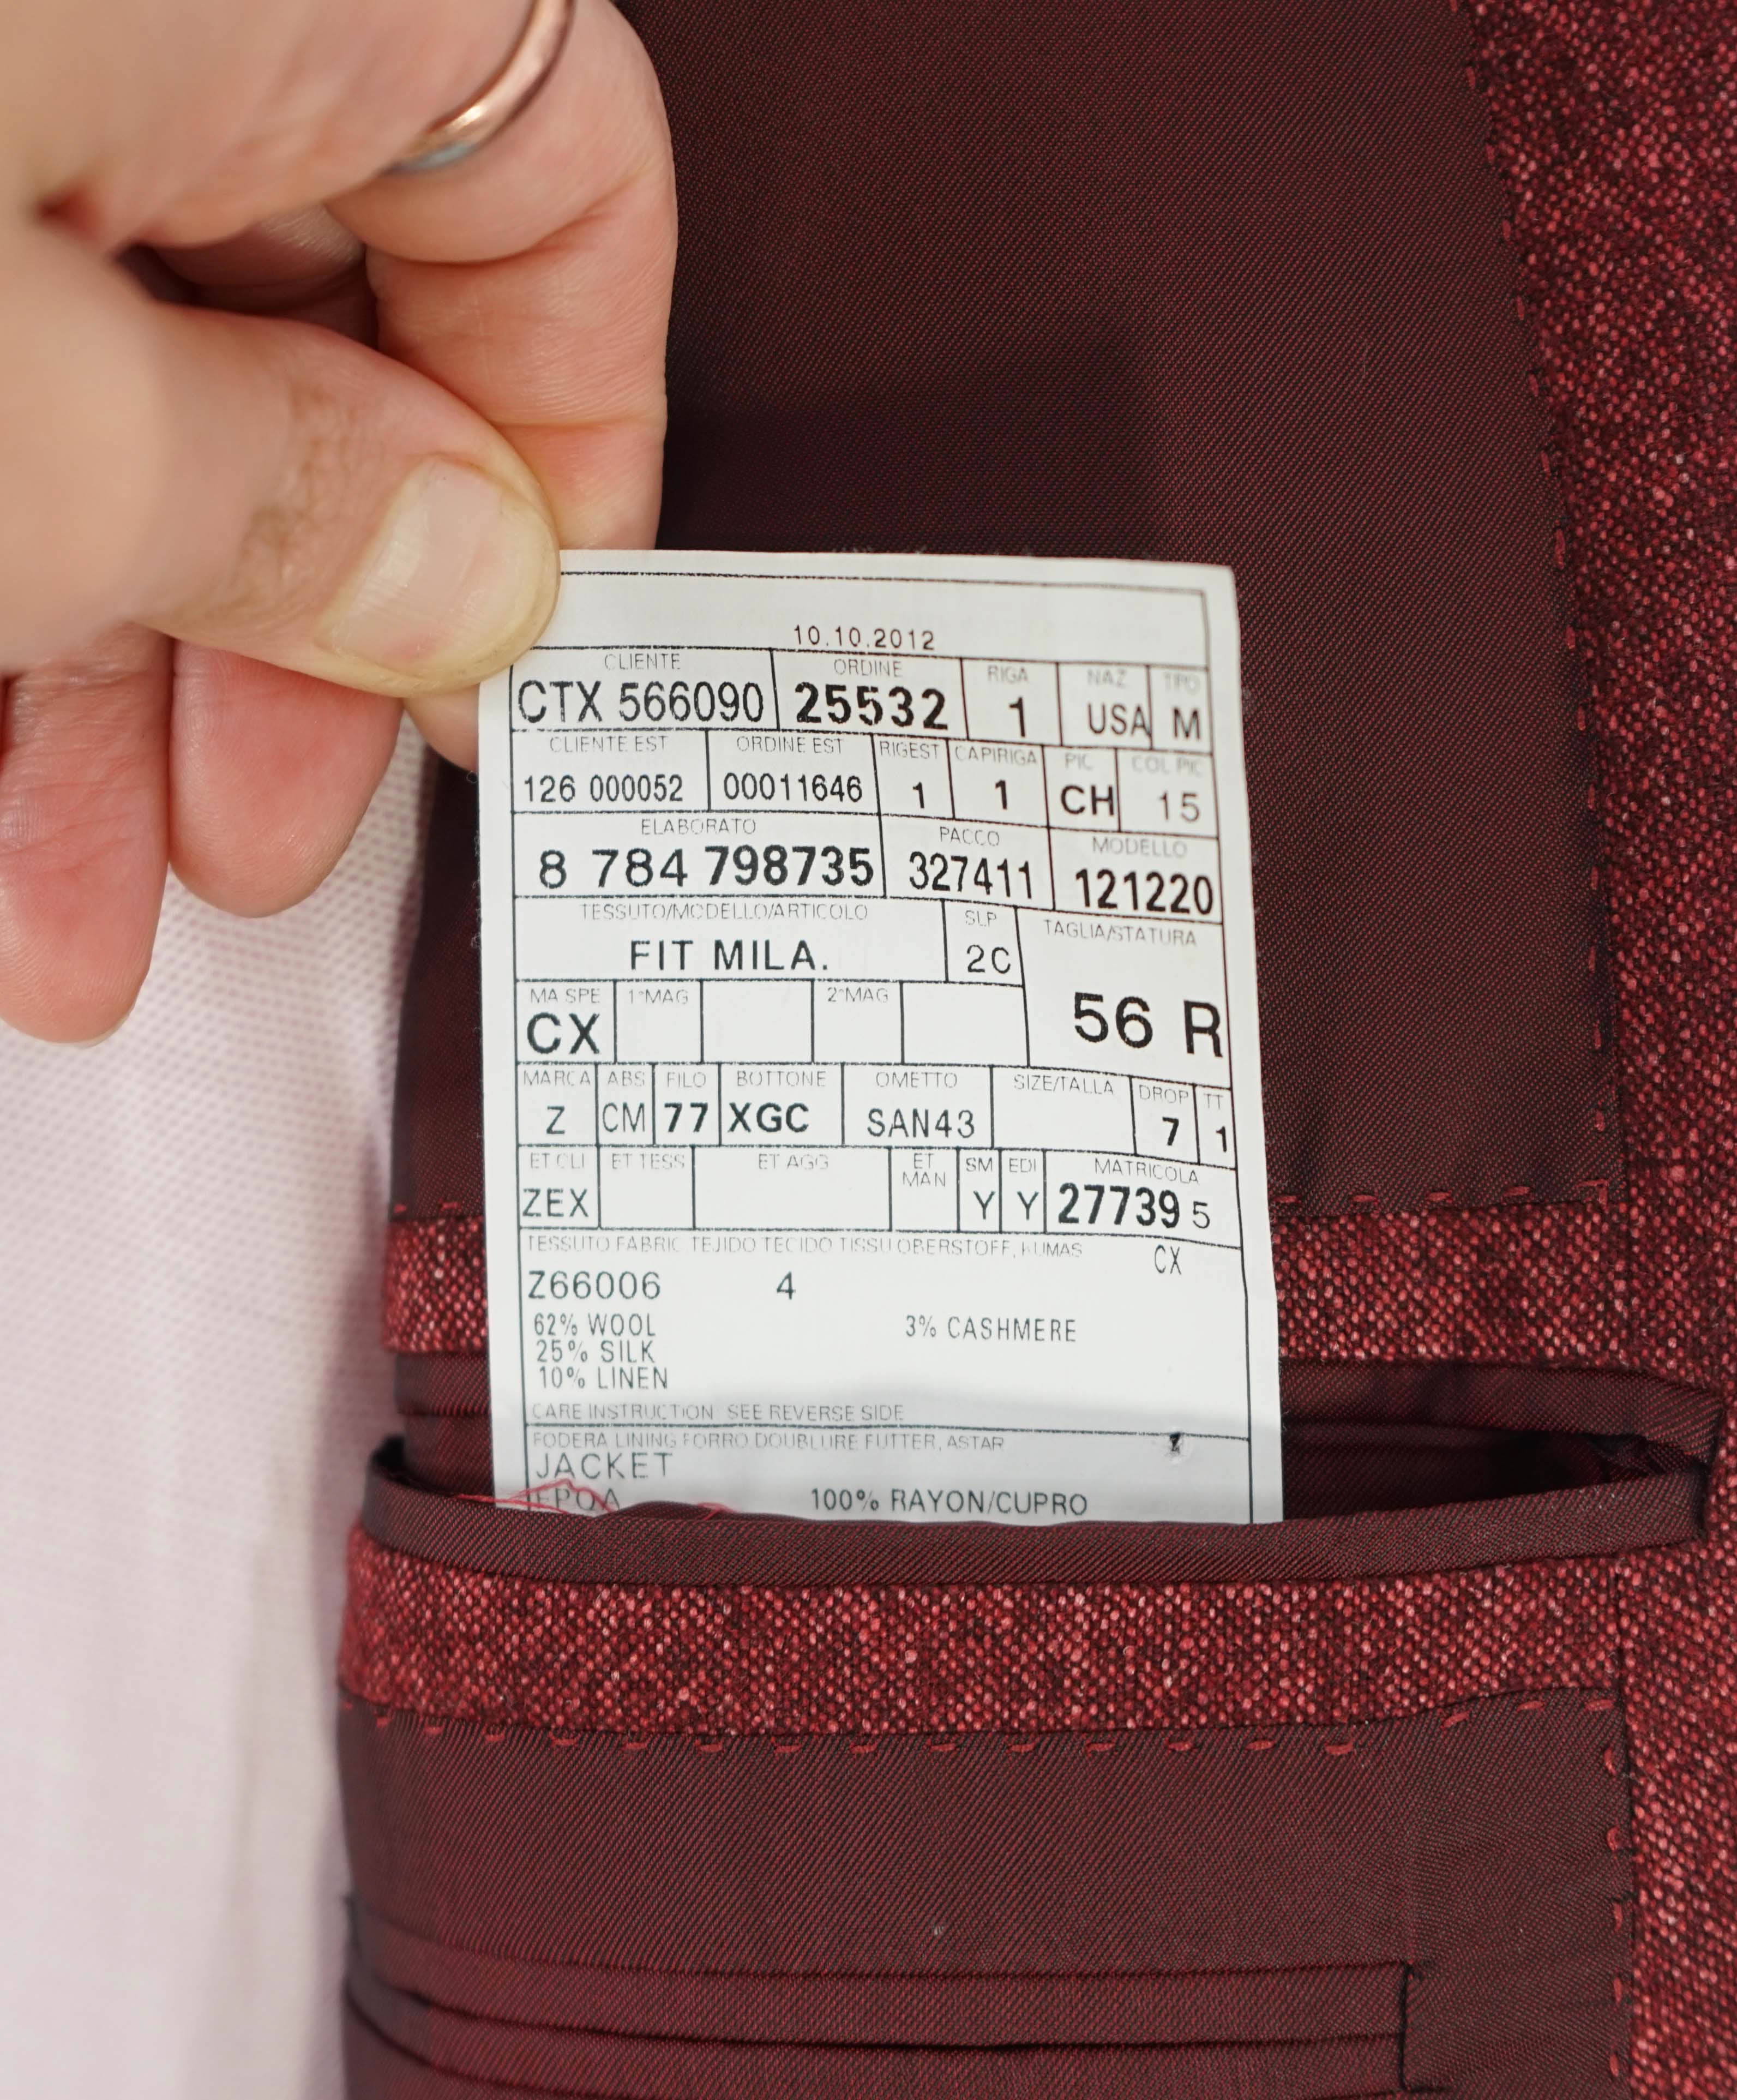 10.10.2012
CLIENTE ORDINE RIGA NAZ TIPO
CTX 566090 25532 1 USA M
CLIENTE EST ORDINE EST RIGEST CAPIRIGA PIC COL PIC
126 000052 00011646 1 1 CH 15
ELABORATO PACCO MODELLO
8 784 798735 327411 121220
TESSUTO/MODELLO/ARTICOLO SLP TAGLIA/STATURA
FIT MILA. 2C 56 R
MA SPE 1^MAG 2^MAG
CX
MARCA ABS FILO BOTTONE OMETTO SIZE/TALLA DROP TT
Z CM 77 XGC SAN43 7 1
ET CLI ET TESS ET AGG ET MAN SM EDI MATRICOLA
ZEX Y Y 27739 5
TESSUTO FABRIC TEJIDO TECIDO TISSU OBERSTOFF, KUMAS CX
Z66006 4
62% WOOL 3% CASHMERE
25% SILK
10% LINEN
CARE INSTRUCTION SEE REVERSE SIDE
FODERA LINING FORRO DOUBLURE FUTTER, ASTAR
JACKET
100% RAYON/CUPRO